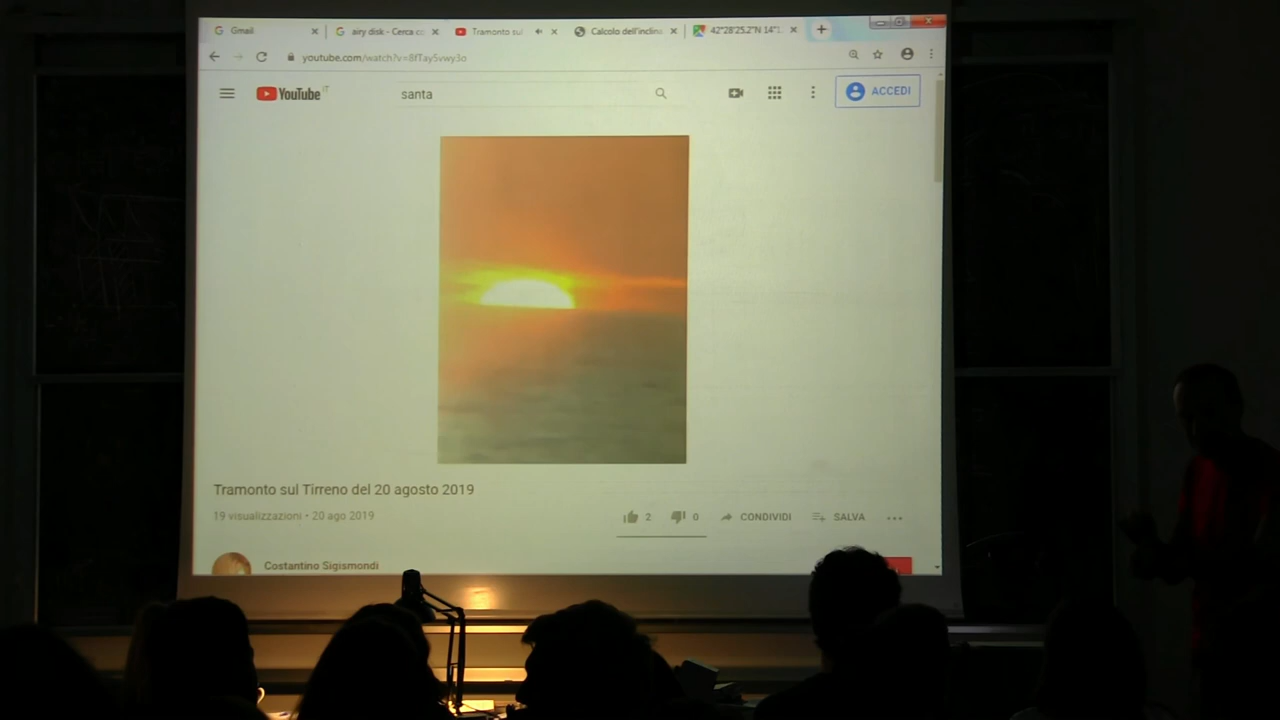 Gmail
airy disk - Cerca co
Tramonto sul
Calcolo dell'inclina
42°28'25.2"N 14°1
youtube.com/watch?v=8fTay5vwy3o
YouTube IT
santa
ACCEDI
Tramonto sul Tirreno del 20 agosto 2019
19 visualizzazioni • 20 ago 2019
2
0
CONDIVIDI
SALVA
Costantino Sigismondi